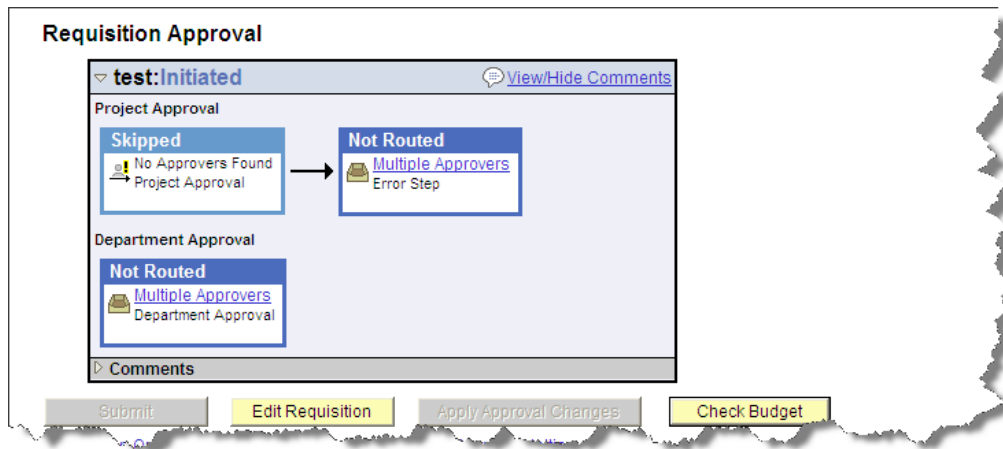 Requisition Approval
test:Initiated
View/Hide Comments
Project Approval
Skipped
No Approvers Found
Project Approval
Not Routed
Multiple Approvers
Error Step
Department Approval
Not Routed
Multiple Approvers
Department Approval
Comments
Submit
Edit Requisition
Apply Approval Changes
Check Budget